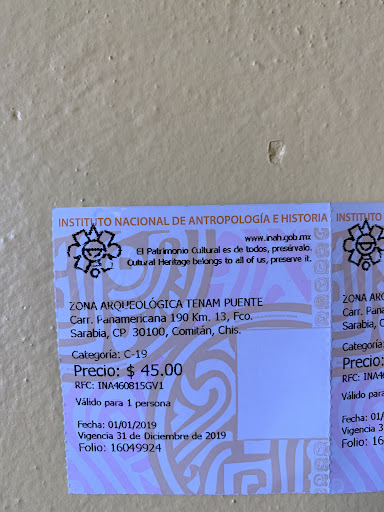 INSTITUTO NACIONAL DE ANTROPOLOGÍA E HISTORIA
www.inah.gob.mx
El Patrimonio Cultural es de todos, presérvalo.
Cultural Heritage belongs to all of us, preserve it.
ZONA ARQUEOLÓGICA TENAM PUENTE
Carr. Panamericana 190 Km. 13, Fco.
Sarabia, CP 30100, Comitán, Chis.
Categoría: C-19
Precio: $ 45.00
RFC: INA460815GV1
Válido para 1 persona
Fecha: 01/01/2019
Vigencia 31 de Diciembre de 2019
Folio: 16049924
INSTITUTO
ZONA ARQ
Carr. Pana
Sarabia, C
Categoría:
Precio:
RFC: INA4
Válido para
Fecha: 01/0
Vigencia 3
Folio: 16